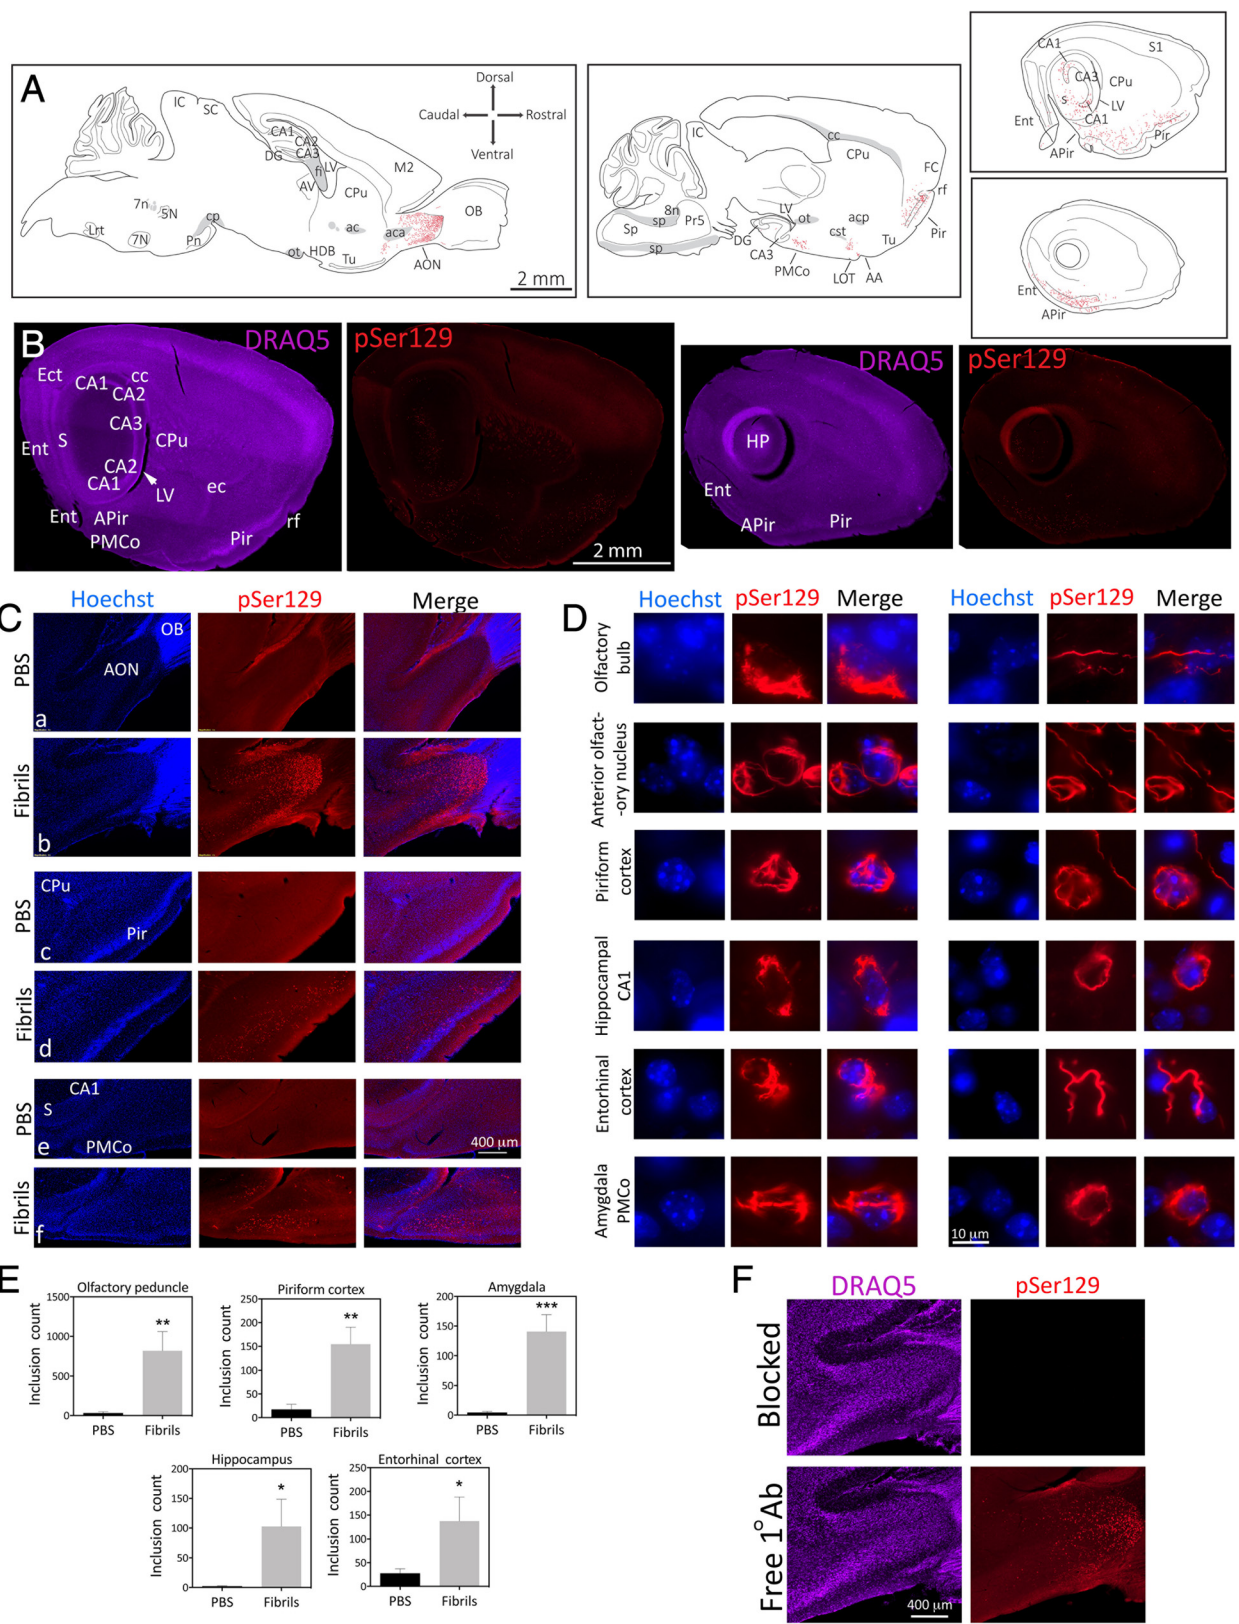 A
Dorsal
Caudal Rostral
Ventral
IC
SC
CA1
CA2
CA3
DG
fi
LV
AV
CPu
M2
OB
7n
5N
Lrt
7N
Pn
cp
ac
aca
ot
HDB
Tu
AON
2 mm
IC
cc
CPu
FC
rf
Pir
8n
sp
Sp
Pr5
sp
LV
ot
acp
cst
DG
CA3
Tu
PMCo
LOT
AA
CA1
S1
CA3
CPu
s
LV
CA1
Ent
Pir
APir
Ent
APir
B
DRAQ5
pSer129
DRAQ5
pSer129
Ect
CA1
cc
CA2
CA3
Ent
S
CPu
CA2
CA1
LV
ec
Ent
APir
PMCo
Pir
rf
2 mm
HP
Ent
APir
Pir
C
Hoechst
pSer129
Merge
PBS
OB
AON
a
Fibrils
b
PBS
CPu
Pir
c
Fibrils
d
PBS
CA1
S
PMCo
e
400 µm
Fibrils
f
D
Hoechst
pSer129
Merge
Hoechst
pSer129
Merge
Olfactory
bulb
Anterior olfact-
-ory nucleus
Piriform
cortex
Hippocampal
CA1
Entorhinal
cortex
Amygdala
PMCo
10 µm
E
Olfactory peduncle
Inclusion count
1500
1000
500
0
**
PBS
Fibrils
Piriform cortex
Inclusion count
250
200
150
100
50
0
**
PBS
Fibrils
Amygdala
Inclusion count
200
150
100
50
0
***
PBS
Fibrils
Hippocampus
Inclusion count
200
150
100
50
0
*
PBS
Fibrils
Entorhinal cortex
Inclusion count
250
200
150
100
50
0
*
PBS
Fibrils
F
DRAQ5
pSer129
Blocked
Free 1°Ab
400 µm